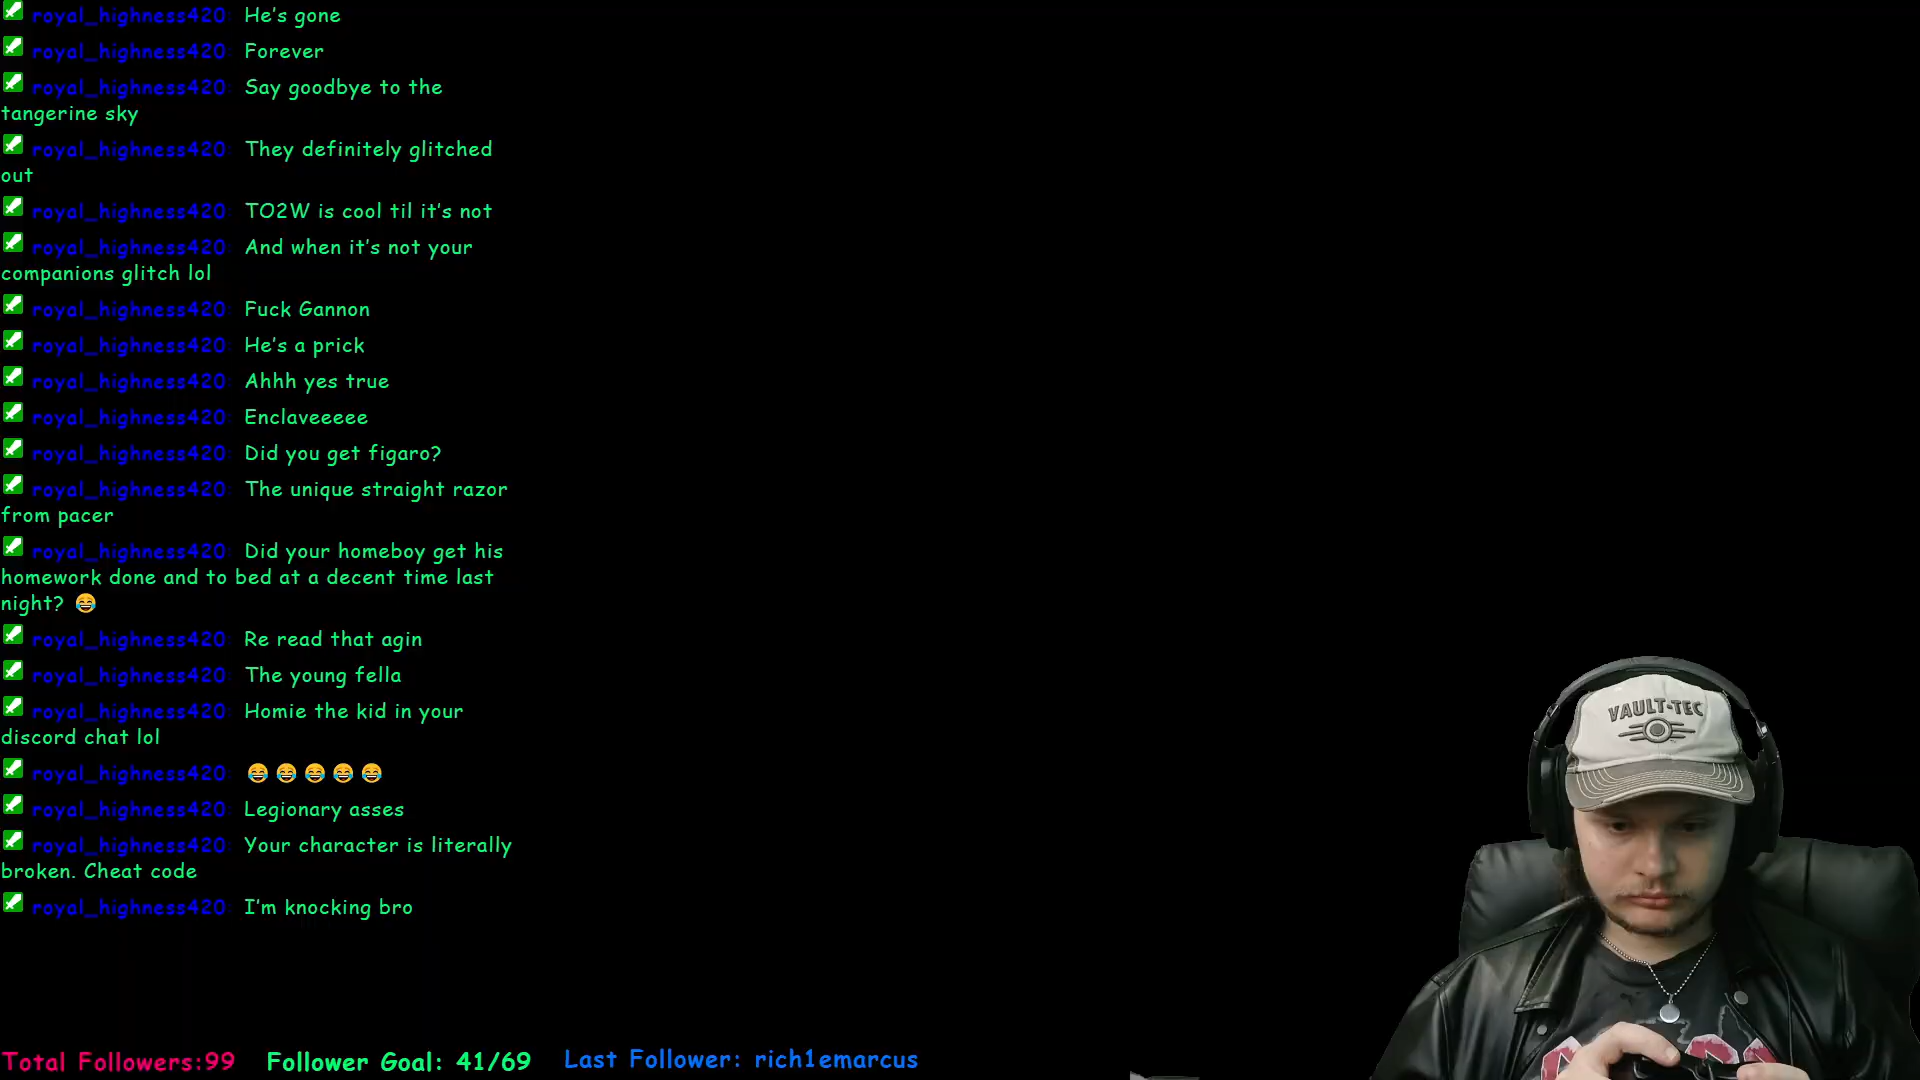 royal_highness420: He's gone
royal_highness420: Forever
royal_highness420: Say goodbye to the
tangerine sky
royal_highness420: They definitely glitched
out
royal_highness420: TO2W is cool til it's not
royal_highness420: And when it's not your
companions glitch lol
royal_highness420: Fuck Gannon
royal_highness420: He's a prick
royal_highness420: Ahhh yes true
royal_highness420: Enclaveeeee
royal_highness420: Did you get figaro?
royal_highness420: The unique straight razor
from pacer
royal_highness420: Did your homeboy get his
homework done and to bed at a decent time last
night? 😂
royal_highness420: Re read that agin
royal_highness420: The young fella
royal_highness420: Homie the kid in your
discord chat lol
royal_highness420: 😂😂😂😂😂
royal_highness420: Legionary asses
royal_highness420: Your character is literally
broken. Cheat code
royal_highness420: I'm knocking bro
VAULT-TEC
Total Followers:99 Follower Goal: 41/69 Last Follower: rich1emarcus